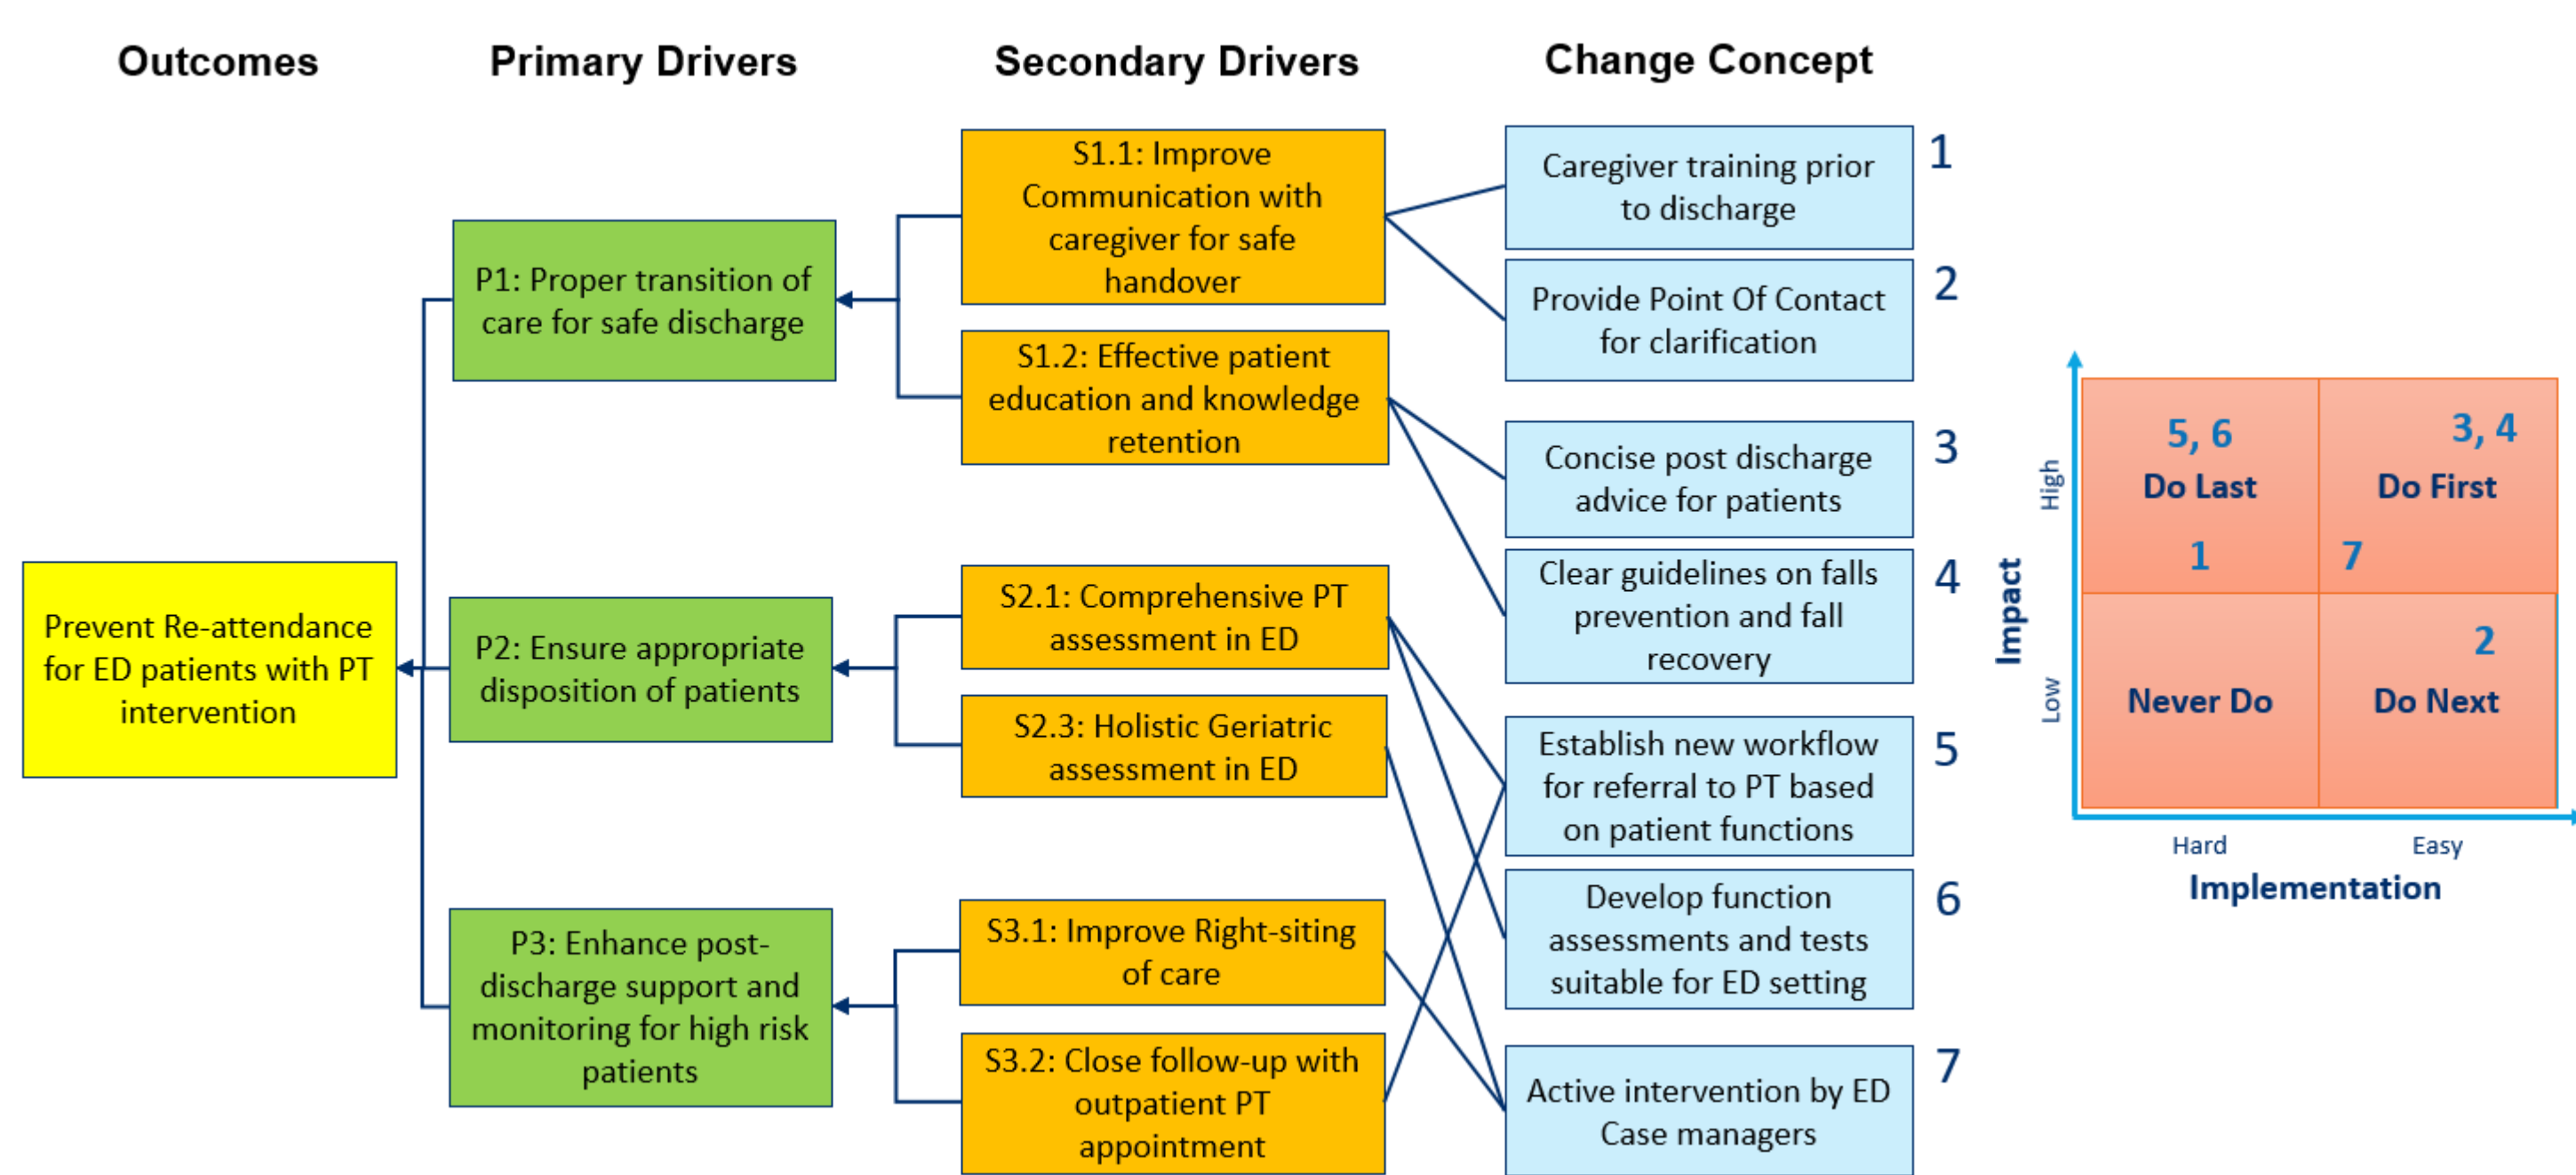 Outcomes
Primary Drivers
Secondary Drivers
Change Concept
Prevent Re-attendance
for ED patients with PT
intervention
P1: Proper transition of
care for safe discharge
P2: Ensure appropriate
disposition of patients
P3: Enhance post-
discharge support and
monitoring for high risk
patients
S1.1: Improve
Communication with
caregiver for safe
handover
S1.2: Effective patient
education and knowledge
retention
S2.1: Comprehensive PT
assessment in ED
S2.3: Holistic Geriatric
assessment in ED
S3.1: Improve Right-siting
of care
S3.2: Close follow-up with
outpatient PT
appointment
Caregiver training prior
to discharge
1
Provide Point Of Contact
for clarification
2
Concise post discharge
advice for patients
3
Clear guidelines on falls
prevention and fall
recovery
4
Establish new workflow
for referral to PT based
on patient functions
5
Develop function
assessments and tests
suitable for ED setting
6
Active intervention by ED
Case managers
7
Impact
High
Low
5, 6
Do Last
1
3, 4
Do First
7
Never Do
2
Do Next
Hard
Easy
Implementation